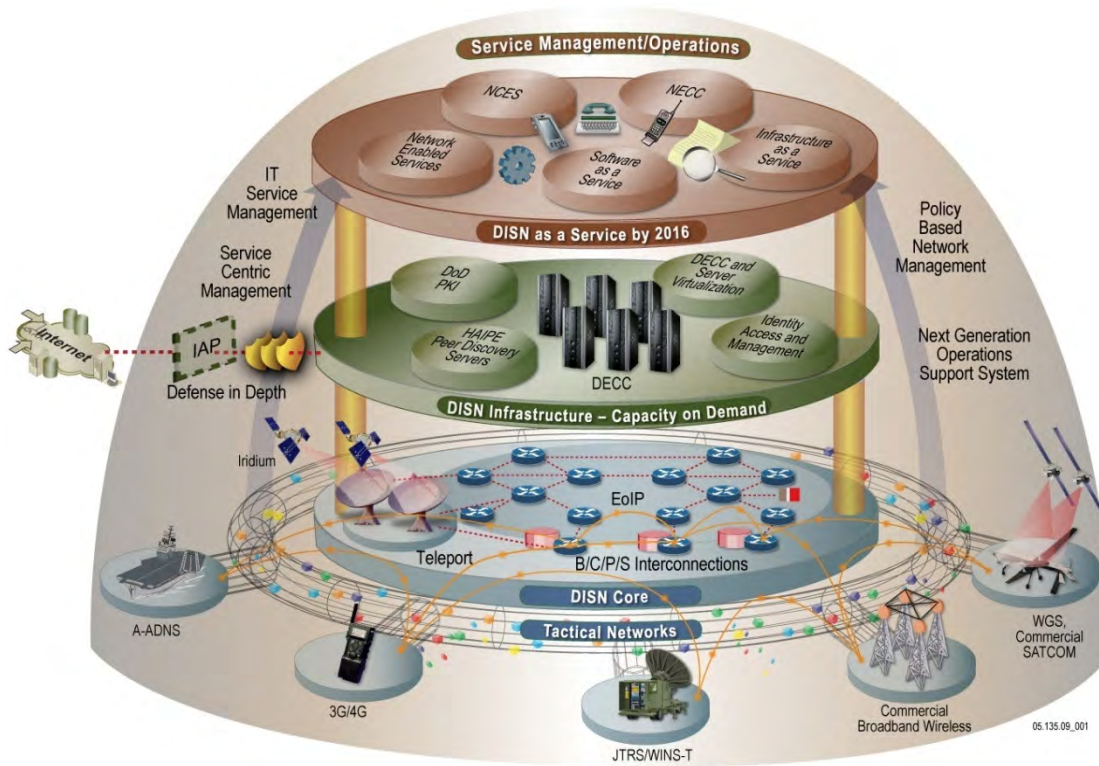 Service Management/Operations
NCES
NECC
Network
Enabled
Services
Software
as a
Service
Infrastructure
as a
Service
DISN as a Service by 2016
IT
Service
Management
Service
Centric
Management
Policy
Based
Network
Management
Next Generation
Operations
Support System
DoD
PKI
DECC and
Server
Virtualization
HAIPE
Peer Discovery
Servers
Identity
Access and
Management
DECC
DISN Infrastructure – Capacity on Demand
Internet
IAP
Defense in Depth
Iridium
EoIP
Teleport
B/C/P/S Interconnections
DISN Core
Tactical Networks
A-ADNS
3G/4G
JTRS/WINS-T
Commercial
Broadband Wireless
WGS,
Commercial
SATCOM
05.135.09_001